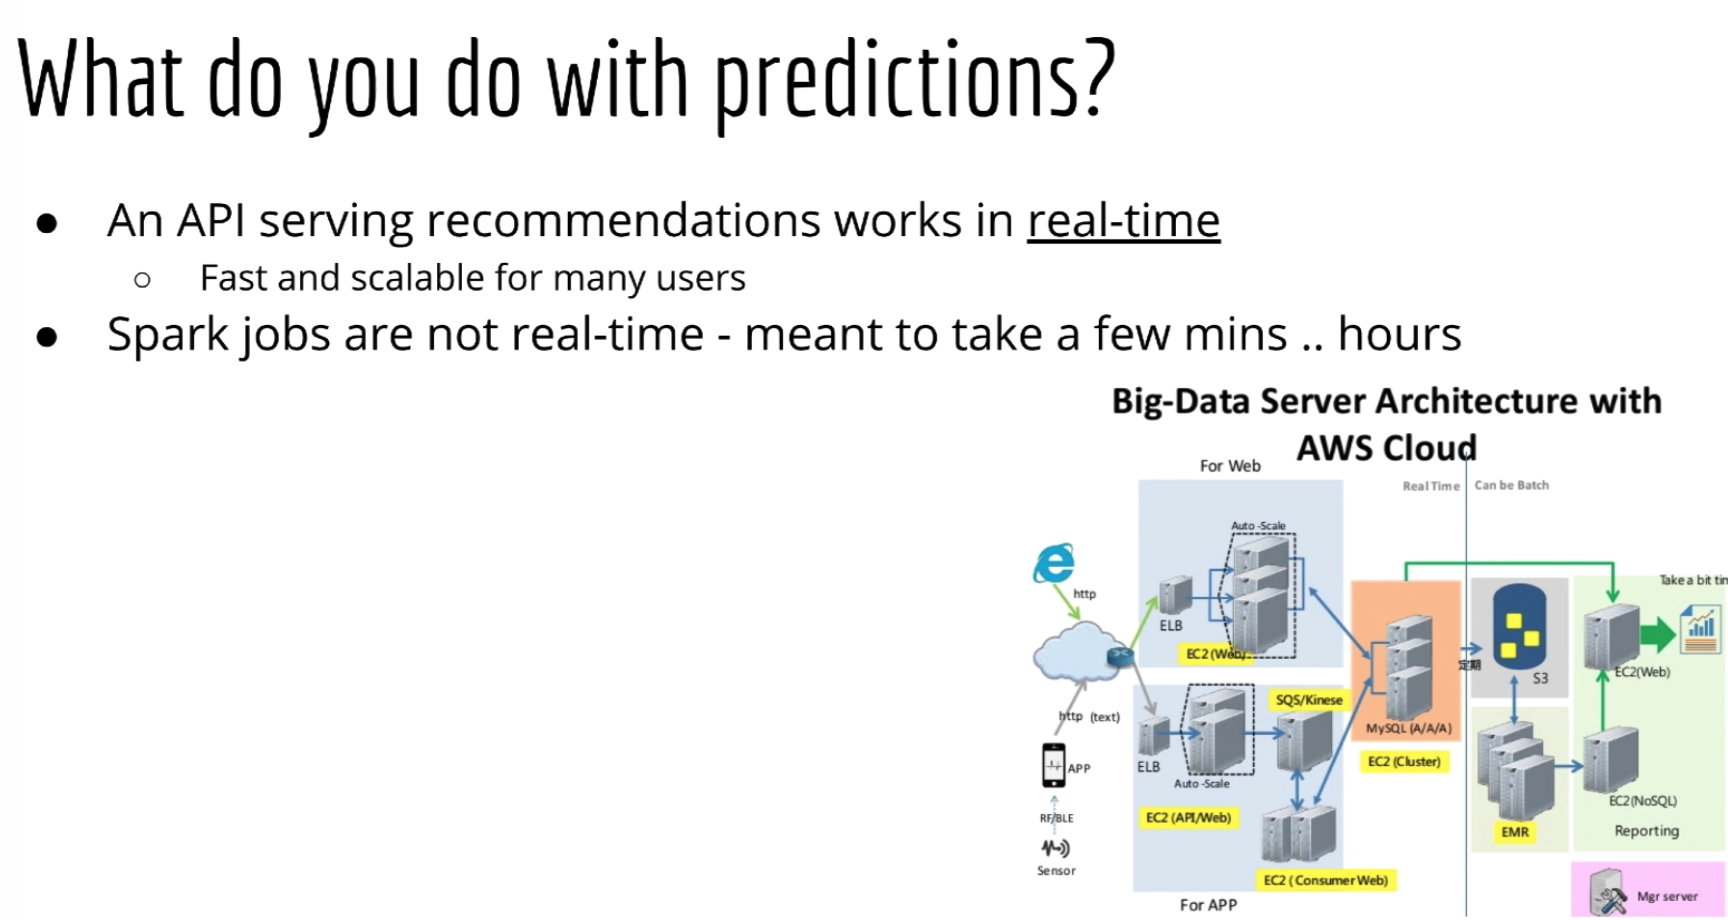 What do you do with predictions?
● An API serving recommendations works in real-time
○ Fast and scalable for many users
● Spark jobs are not real-time - meant to take a few mins .. hours
Big-Data Server Architecture with
AWS Cloud
For Web
Real Time
Can be Batch
Auto -Scale
http
ELB
EC2 (Web)
Take a bit tim
S3
定期
EC2(Web)
MySQL (A/A/A)
EC2 (Cluster)
http (text)
SQS/Kinese
APP
ELB
Auto -Scale
RF/BLE
EC2 (API/Web)
Sensor
EC2 ( Consumer Web)
For APP
EMR
EC2(NoSQL)
Reporting
Mgr server